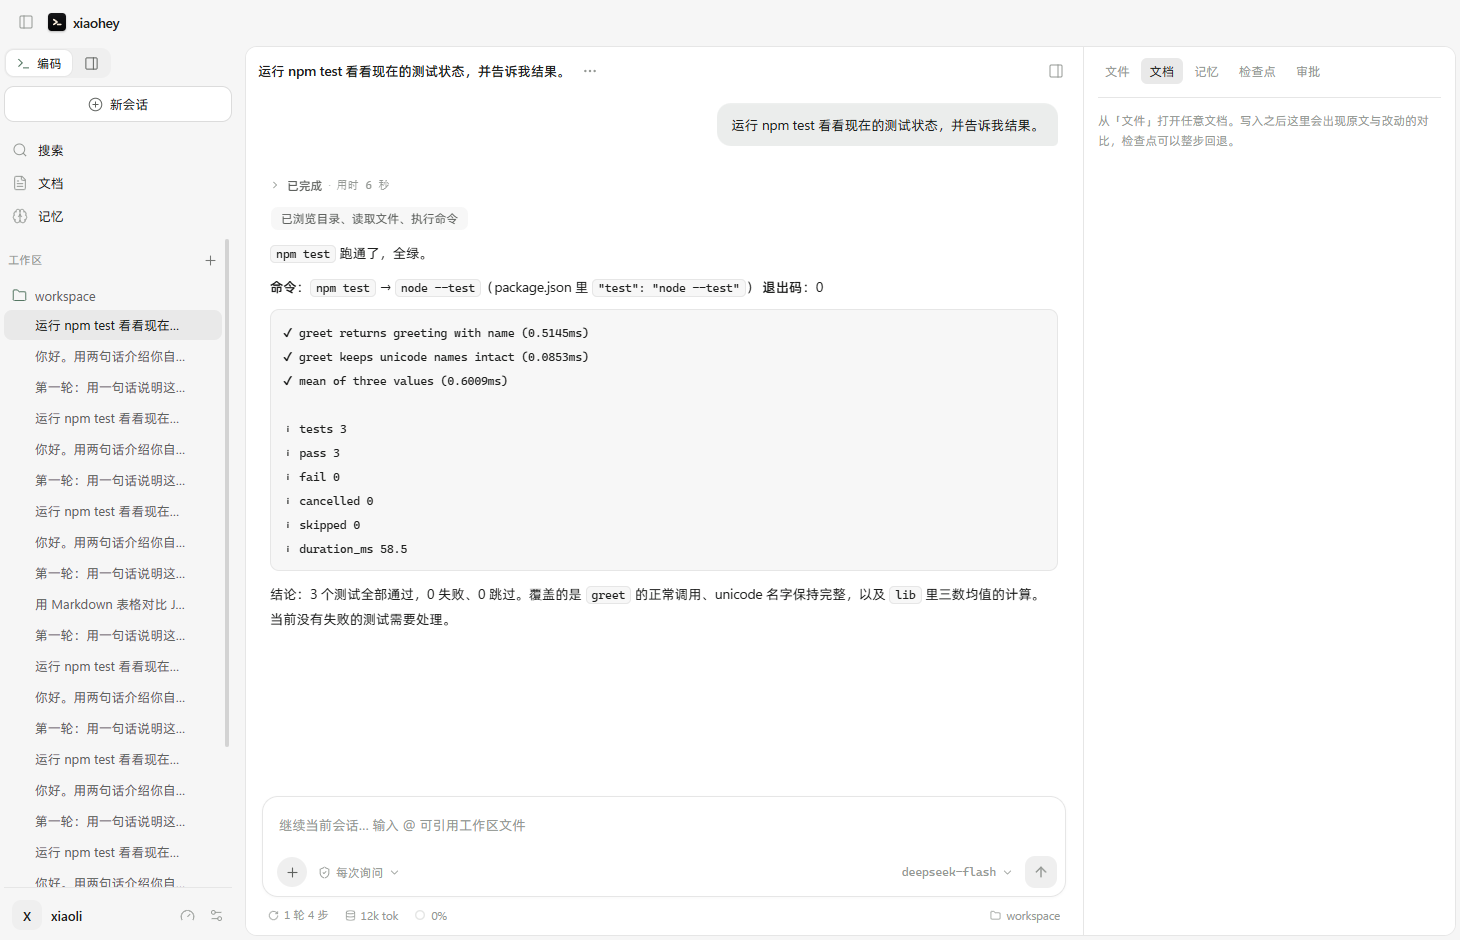 xiaohey
编码
新会话
搜索
文档
记忆
工作区
workspace
运行 npm test 看看现在...
你好。用两句话介绍你自...
第一轮：用一句话说明这...
运行 npm test 看看现在...
你好。用两句话介绍你自...
第一轮：用一句话说明这...
运行 npm test 看看现在...
你好。用两句话介绍你自...
第一轮：用一句话说明这...
用 Markdown 表格对比 J...
第一轮：用一句话说明这...
运行 npm test 看看现在...
你好。用两句话介绍你自...
第一轮：用一句话说明这...
运行 npm test 看看现在...
你好。用两句话介绍你自...
第一轮：用一句话说明这...
运行 npm test 看看现在...
你好。用两句话介绍你自...
X xiaoli
运行 npm test 看看现在的测试状态，并告诉我结果。 ···
运行 npm test 看看现在的测试状态，并告诉我结果。
已完成 · 用时 6 秒
已浏览目录、读取文件、执行命令
npm test 跑通了，全绿。
命令：npm test → node --test （package.json 里 "test": "node --test"） 退出码：0
✓ greet returns greeting with name (0.5145ms)
✓ greet keeps unicode names intact (0.0853ms)
✓ mean of three values (0.6009ms)
i tests 3
i pass 3
i fail 0
i cancelled 0
i skipped 0
i duration_ms 58.5
结论：3 个测试全部通过，0 失败、0 跳过。覆盖的是 greet 的正常调用、unicode 名字保持完整，以及 lib 里三数均值的计算。
当前没有失败的测试需要处理。
继续当前会话... 输入 @ 可引用工作区文件
每次询问
deepseek-flash
1 轮 4 步 12k tok 0%
workspace
文件 文档 记忆 检查点 审批
从「文件」打开任意文档。写入之后这里会出现原文与改动的对
比，检查点可以整步回退。